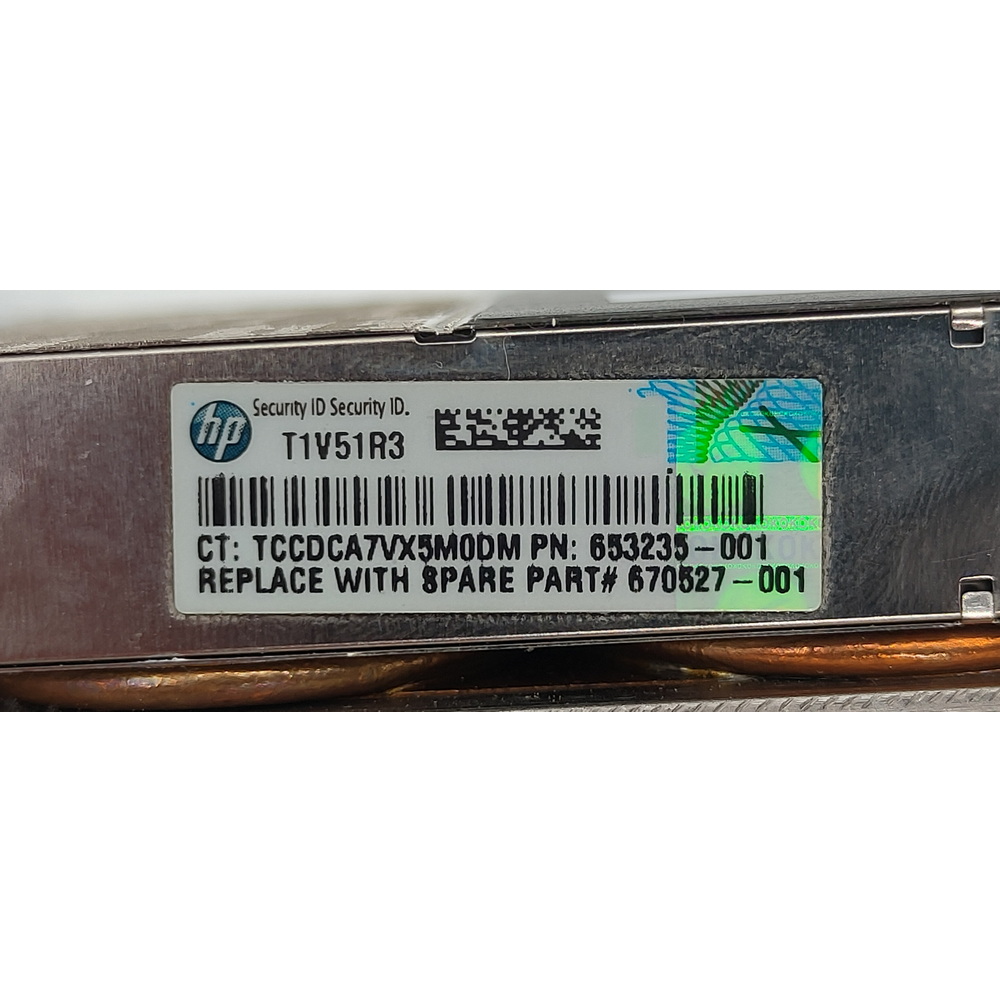 hp
Security ID Security ID.
T1V51R3
CT: TCCDCA7VX5M0DM PN: 653235-001
REPLACE WITH SPARE PART# 670527-001